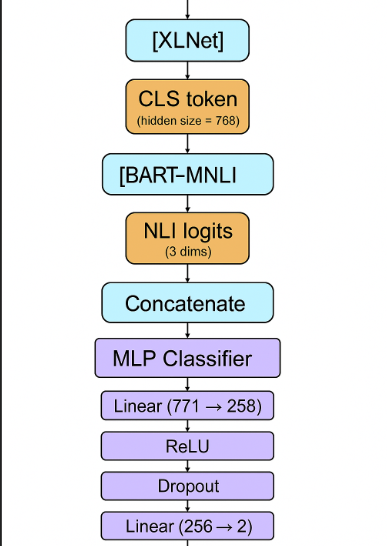 [XLNet]
CLS token
(hidden size = 768)
[BART-MNLI
NLI logits
(3 dims)
Concatenate
MLP Classifier
Linear (771 → 258)
ReLU
Dropout
Linear (256 → 2)